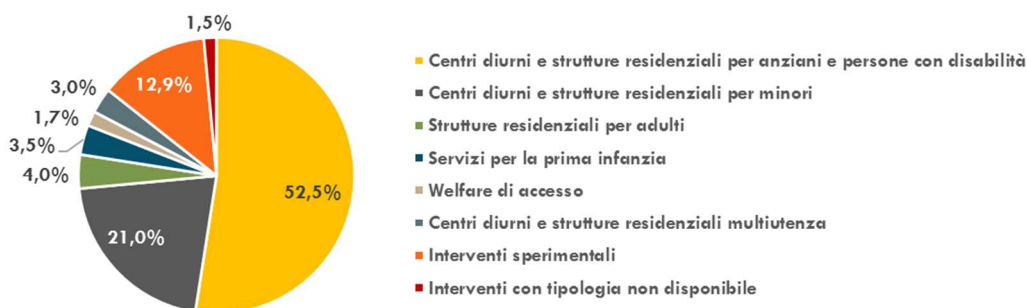 1,5%
12,9%
3,0%
1,7%
3,5%
4,0%
21,0%
52,5%
Centri diurni e strutture residenziali per anziani e persone con disabilità
Centri diurni e strutture residenziali per minori
Strutture residenziali per adulti
Servizi per la prima infanzia
Welfare di accesso
Centri diurni e strutture residenziali multiutenza
Interventi sperimentali
Interventi con tipologia non disponibile